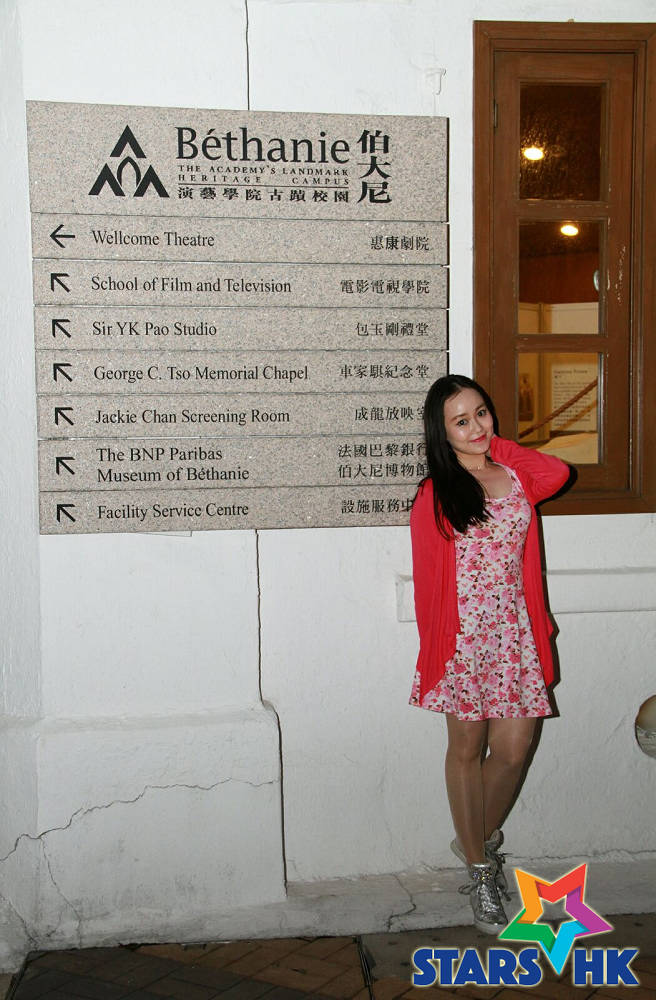 Béthanie 伯大尼
THE ACADEMY'S LANDMARK
HERITAGE CAMPUS
演藝學院古蹟校園
Wellcome Theatre 惠康劇院
School of Film and Television 電影電視學院
Sir YK Pao Studio 包玉剛禮堂
George C. Tso Memorial Chapel 車家騏紀念堂
Jackie Chan Screening Room 成龍放映室
The BNP Paribas 法國巴黎銀行
Museum of Béthanie 伯大尼博物館
Facility Service Centre 設施服務中
STARS HK